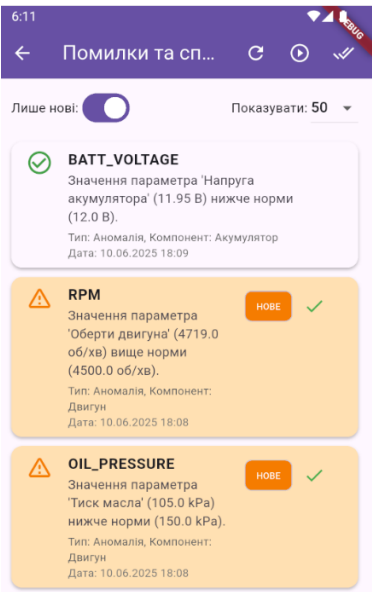 6:11
DEBUG
Помилки та сп...
Лише нові:
Показувати: 50
BATT_VOLTAGE
Значення параметра 'Напруга
акумулятора' (11.95 В) нижче норми
(12.0 В).
Тип: Аномалія, Компонент: Акумулятор
Дата: 10.06.2025 18:09
RPM
НОВЕ
Значення параметра
'Оберти двигуна' (4719.0
об/хв) вище норми
(4500.0 об/хв).
Тип: Аномалія, Компонент:
Двигун
Дата: 10.06.2025 18:08
OIL_PRESSURE
НОВЕ
Значення параметра
'Тиск масла' (105.0 kPa)
нижче норми (150.0 kPa).
Тип: Аномалія, Компонент:
Двигун
Дата: 10.06.2025 18:08